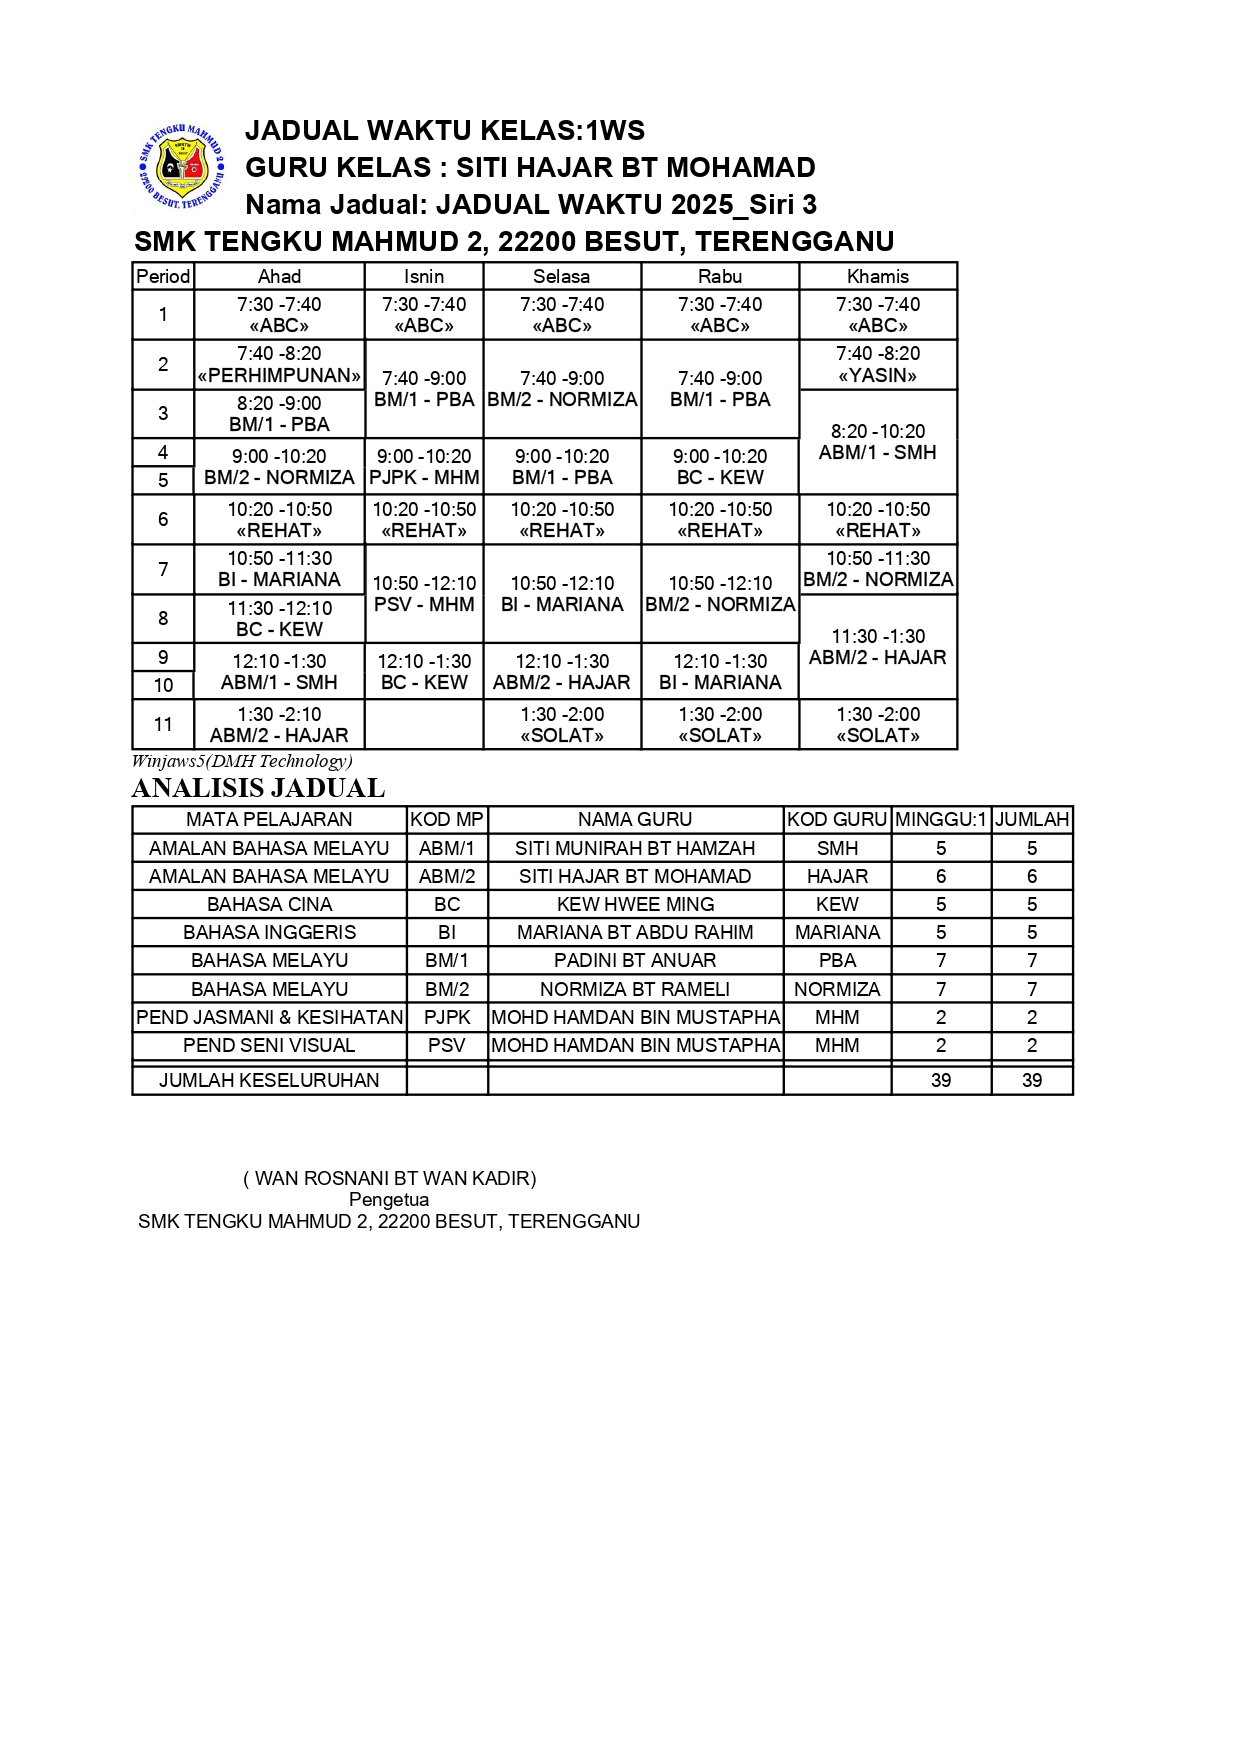 SMK TENGKU MAHMUD 2
22200 BESUT, TERENGGANU
JADUAL WAKTU KELAS:1WS
GURU KELAS : SITI HAJAR BT MOHAMAD
Nama Jadual: JADUAL WAKTU 2025_Siri 3
SMK TENGKU MAHMUD 2, 22200 BESUT, TERENGGANU
Period Ahad Isnin Selasa Rabu Khamis
1 7:30 -7:40 «ABC» 7:30 -7:40 «ABC» 7:30 -7:40 «ABC» 7:30 -7:40 «ABC» 7:30 -7:40 «ABC»
2 7:40 -8:20 «PERHIMPUNAN» 7:40 -9:00 BM/1 - PBA 7:40 -9:00 BM/2 - NORMIZA 7:40 -9:00 BM/1 - PBA 7:40 -8:20 «YASIN»
3 8:20 -9:00 BM/1 - PBA 8:20 -10:20 ABM/1 - SMH
4 9:00 -10:20 BM/2 - NORMIZA 9:00 -10:20 PJPK - MHM 9:00 -10:20 BM/1 - PBA 9:00 -10:20 BC - KEW
5
6 10:20 -10:50 «REHAT» 10:20 -10:50 «REHAT» 10:20 -10:50 «REHAT» 10:20 -10:50 «REHAT» 10:20 -10:50 «REHAT»
7 10:50 -11:30 BI - MARIANA 10:50 -12:10 PSV - MHM 10:50 -12:10 BI - MARIANA 10:50 -12:10 BM/2 - NORMIZA 10:50 -11:30 BM/2 - NORMIZA
8 11:30 -12:10 BC - KEW 11:30 -1:30 ABM/2 - HAJAR
9 12:10 -1:30 ABM/1 - SMH 12:10 -1:30 BC - KEW 12:10 -1:30 ABM/2 - HAJAR 12:10 -1:30 BI - MARIANA
10
11 1:30 -2:10 ABM/2 - HAJAR 1:30 -2:00 «SOLAT» 1:30 -2:00 «SOLAT» 1:30 -2:00 «SOLAT»
Winjaws5(DMH Technology)
ANALISIS JADUAL
MATA PELAJARAN KOD MP NAMA GURU KOD GURU MINGGU:1 JUMLAH
AMALAN BAHASA MELAYU ABM/1 SITI MUNIRAH BT HAMZAH SMH 5 5
AMALAN BAHASA MELAYU ABM/2 SITI HAJAR BT MOHAMAD HAJAR 6 6
BAHASA CINA BC KEW HWEE MING KEW 5 5
BAHASA INGGERIS BI MARIANA BT ABDU RAHIM MARIANA 5 5
BAHASA MELAYU BM/1 PADINI BT ANUAR PBA 7 7
BAHASA MELAYU BM/2 NORMIZA BT RAMELI NORMIZA 7 7
PEND JASMANI & KESIHATAN PJPK MOHD HAMDAN BIN MUSTAPHA MHM 2 2
PEND SENI VISUAL PSV MOHD HAMDAN BIN MUSTAPHA MHM 2 2
JUMLAH KESELURUHAN 39 39
( WAN ROSNANI BT WAN KADIR)
Pengetua
SMK TENGKU MAHMUD 2, 22200 BESUT, TERENGGANU